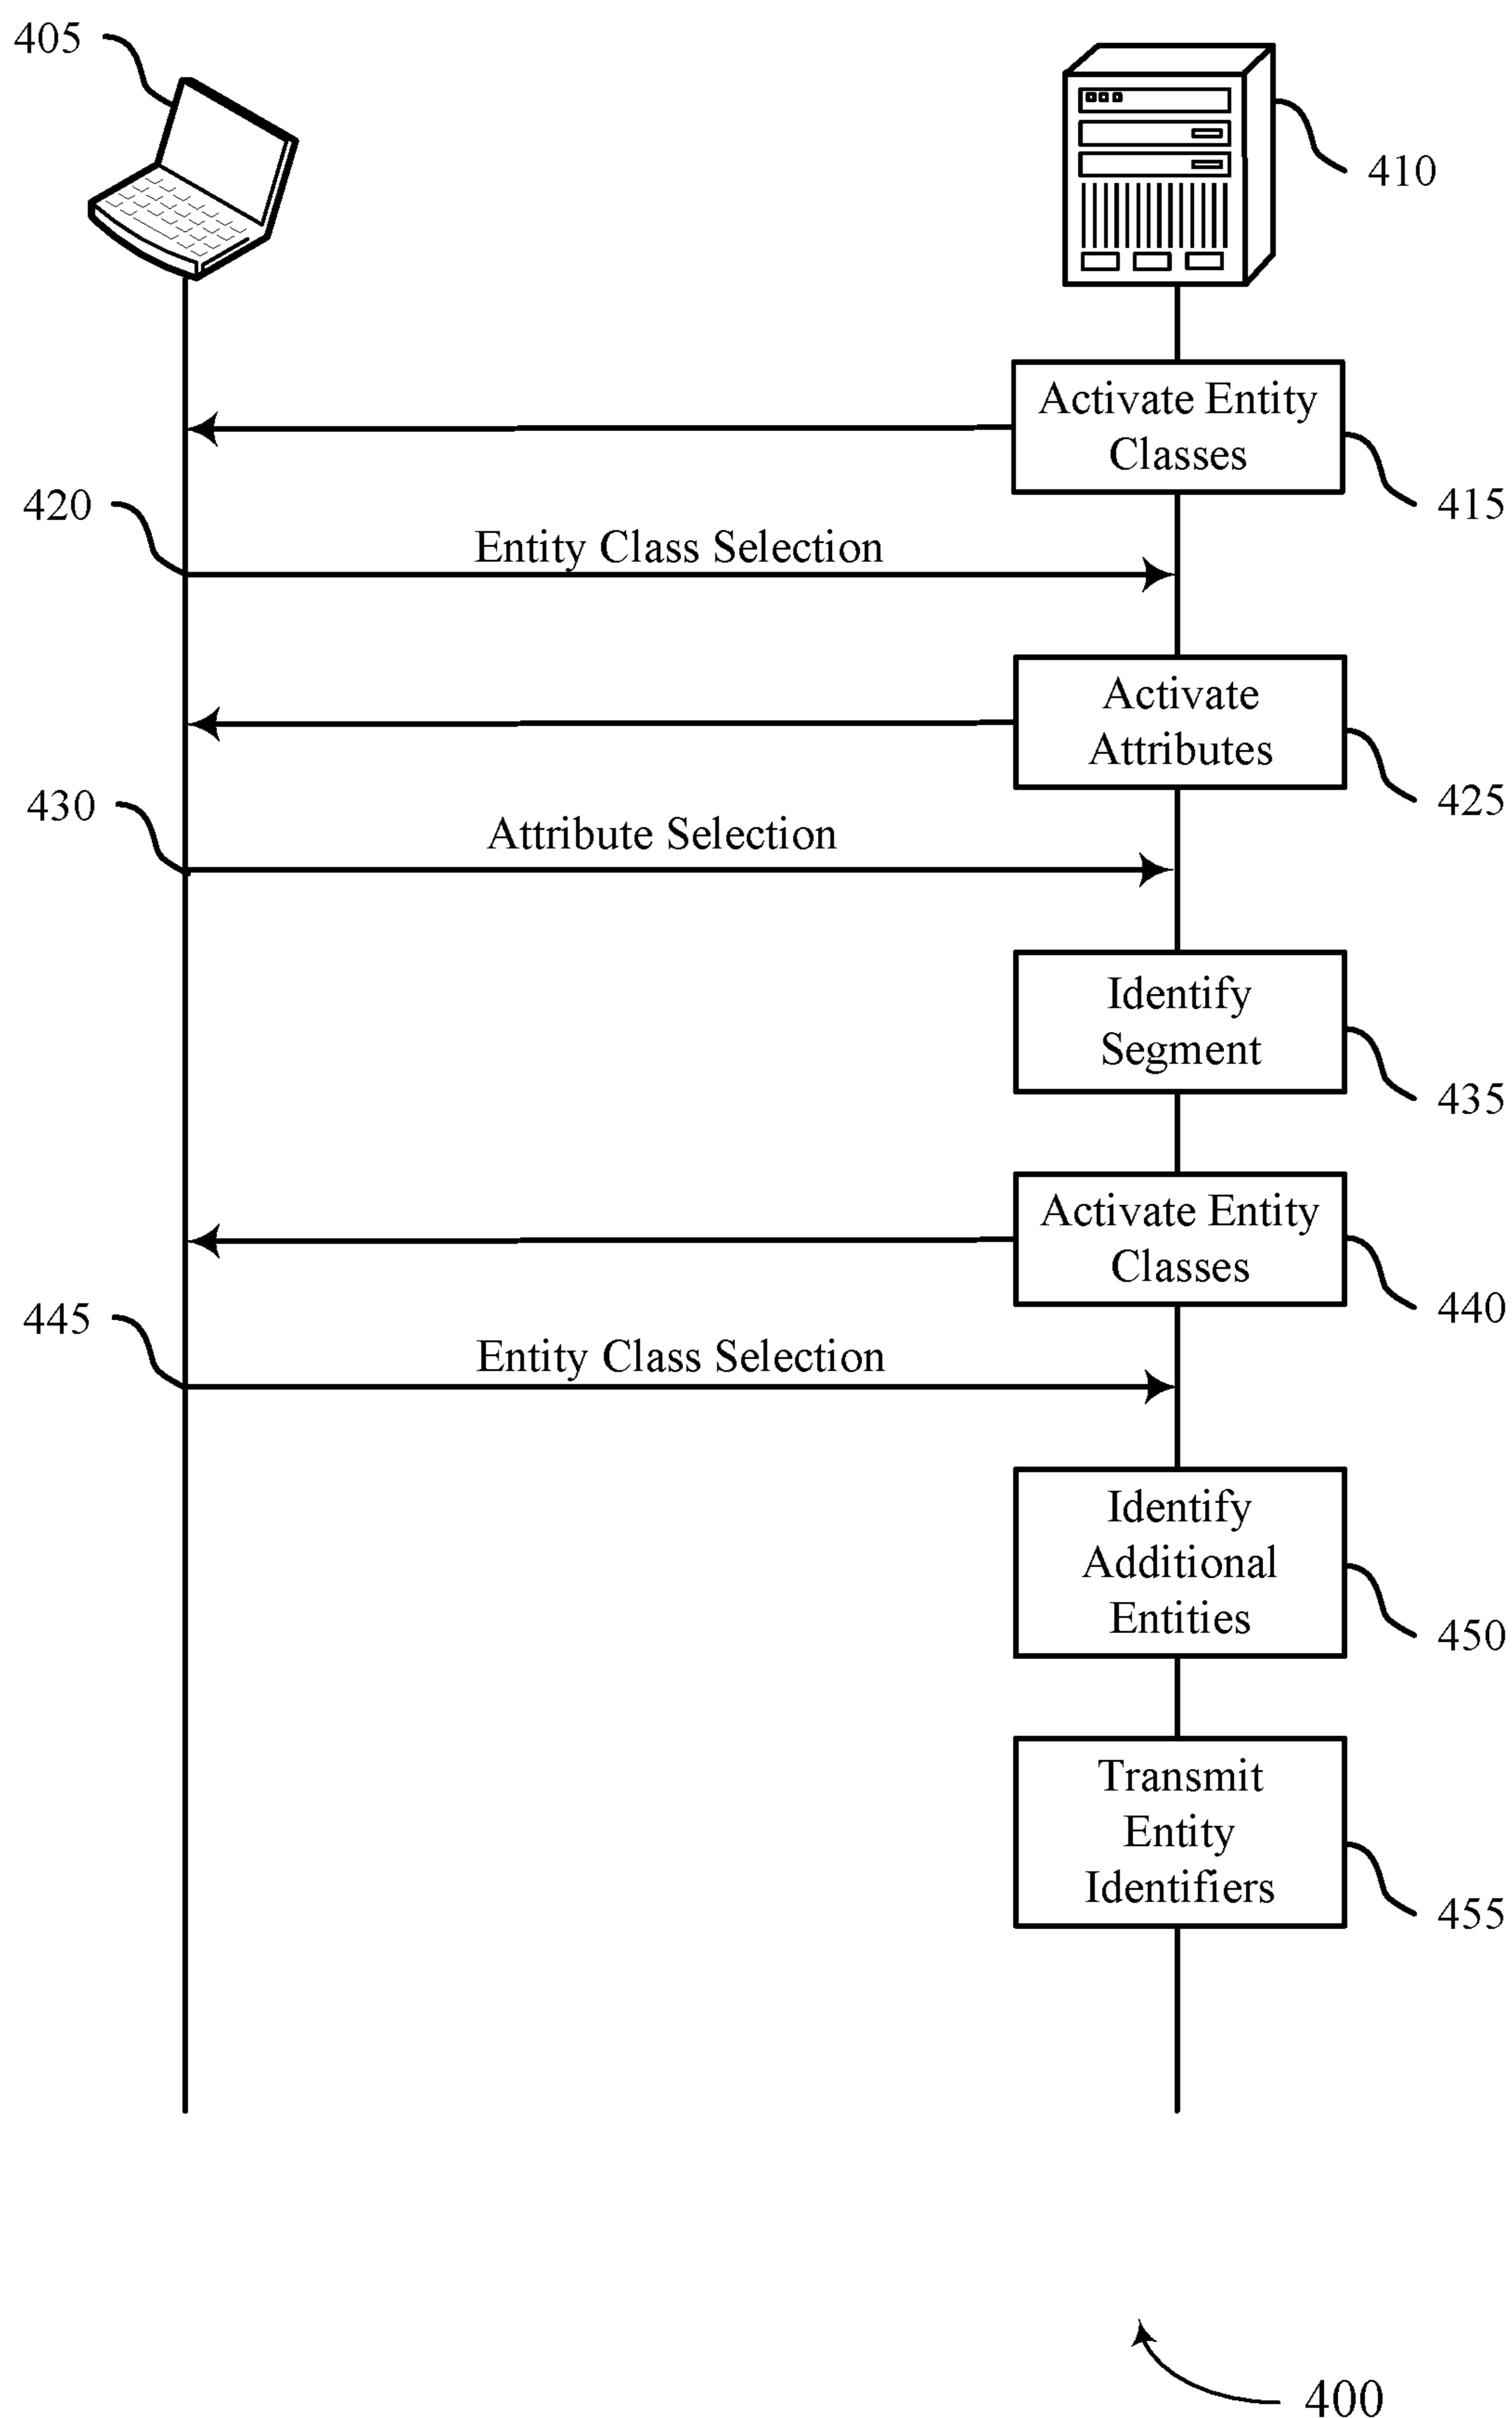 405
410
Activate Entity
Classes
415
420
Entity Class Selection
Activate
Attributes
425
430
Attribute Selection
Identify
Segment
435
Activate Entity
Classes
440
445
Entity Class Selection
Identify
Additional
Entities
450
Transmit
Entity
Identifiers
455
400